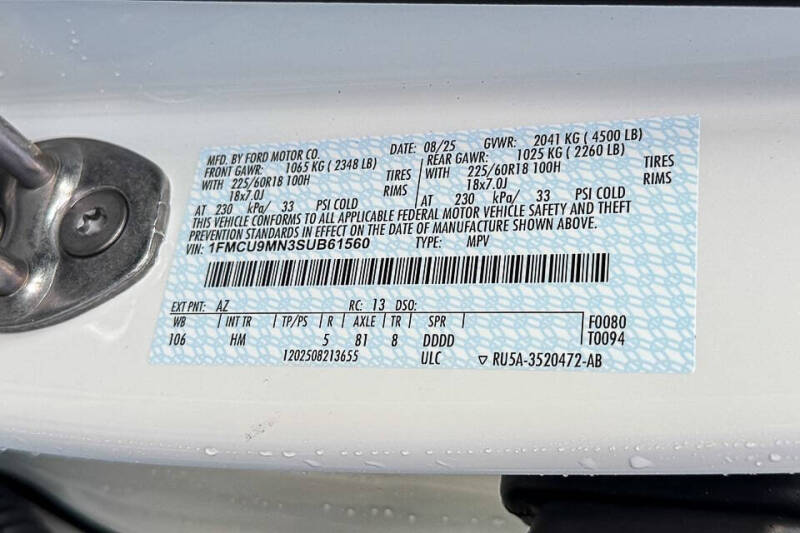 MFD. BY FORD MOTOR CO. DATE: 08/25 GVWR: 2041 KG ( 4500 LB)
FRONT GAWR: 1065 KG ( 2348 LB) REAR GAWR: 1025 KG ( 2260 LB)
WITH 225/60R18 100H TIRES WITH 225/60R18 100H TIRES
18x7.0J RIMS 18x7.0J RIMS
AT 230 kPa/ 33 PSI COLD AT 230 kPa/ 33 PSI COLD
THIS VEHICLE CONFORMS TO ALL APPLICABLE FEDERAL MOTOR VEHICLE SAFETY AND THEFT
PREVENTION STANDARDS IN EFFECT ON THE DATE OF MANUFACTURE SHOWN ABOVE.
VIN: 1FMCU9MN3SUB61560 TYPE: MPV
EXT PNT: AZ RC: 13 DSO:
WB INT TR TP/PS R AXLE TR SPR F0080
106 HM 5 81 8 DDDD T0094
1202508213655 ULC ▽ RU5A-3520472-AB